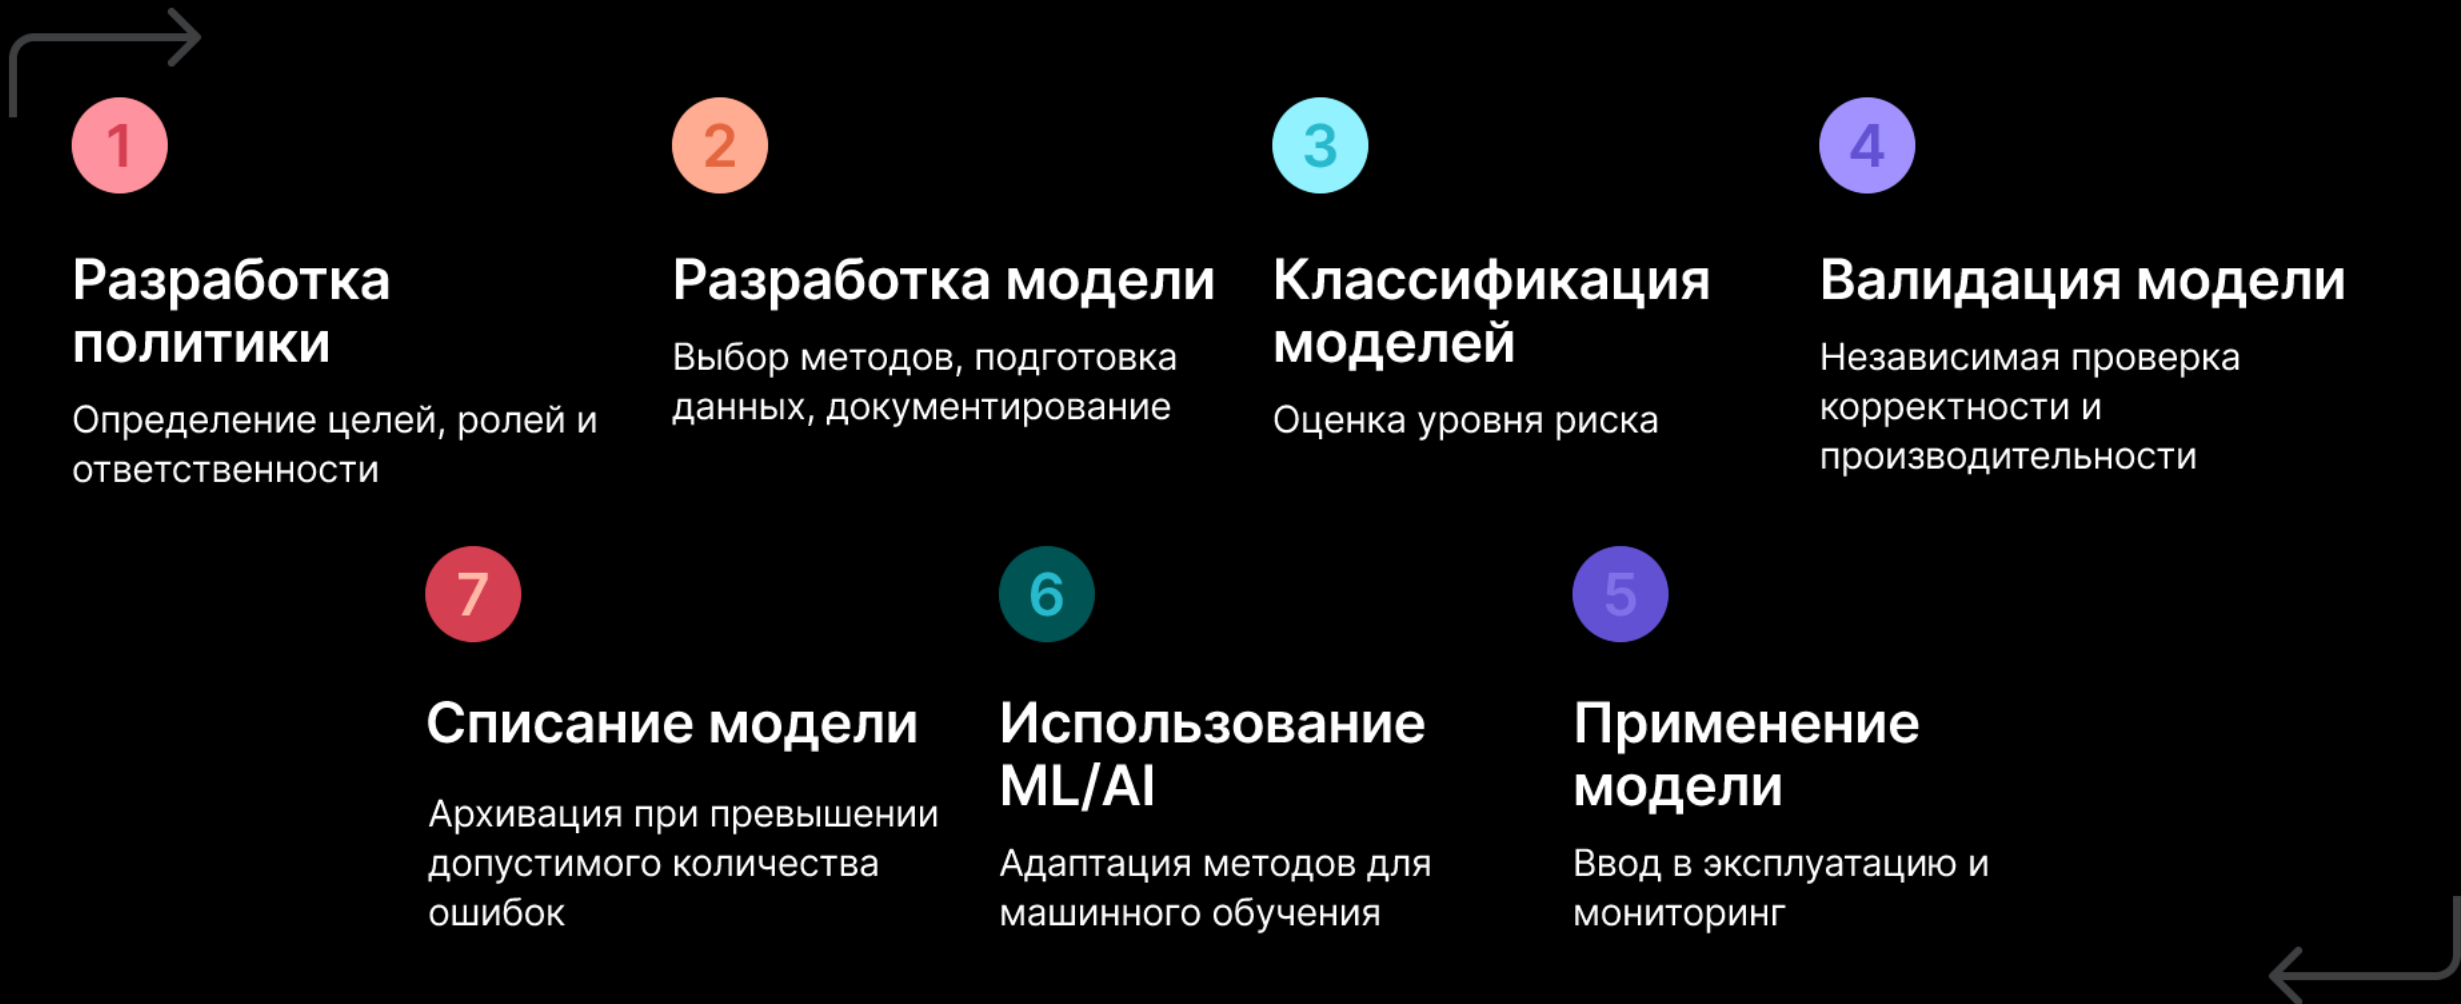 1
Разработка
политики
Определение целей, ролей и
ответственности
2
Разработка модели
Выбор методов, подготовка
данных, документирование
3
Классификация
моделей
Оценка уровня риска
4
Валидация модели
Независимая проверка
корректности и
производительности
7
Списание модели
Архивация при превышении
допустимого количества
ошибок
6
Использование
ML/AI
Адаптация методов для
машинного обучения
5
Применение
модели
Ввод в эксплуатацию и
мониторинг